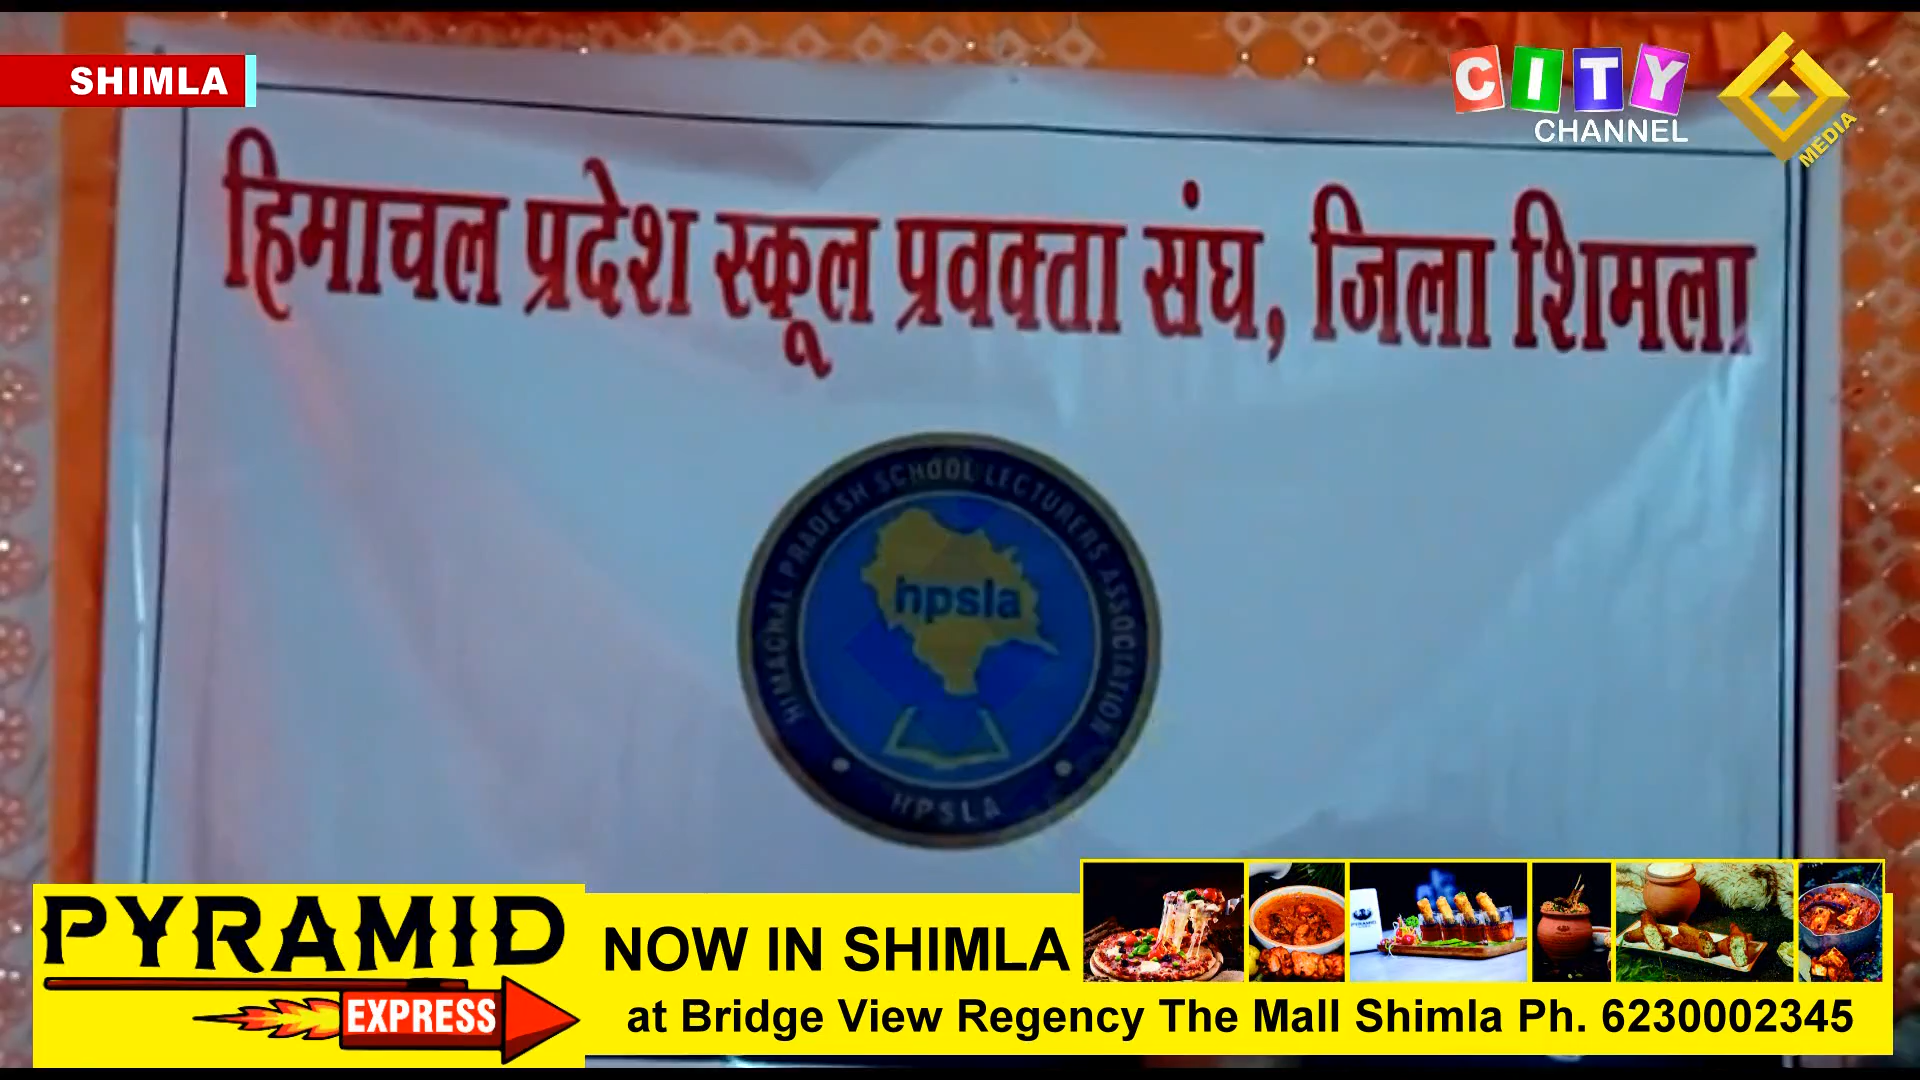 SHIMLA
CITY
CHANNEL
MEDIA
हिमाचल प्रदेश स्कूल प्रवक्ता संघ, जिला शिमला
HIMACHAL PRADESH SCHOOL LECTURERS ASSOCIATION
hpsla
HPSLA
PYRAMID
EXPRESS
NOW IN SHIMLA
at Bridge View Regency The Mall Shimla Ph. 6230002345